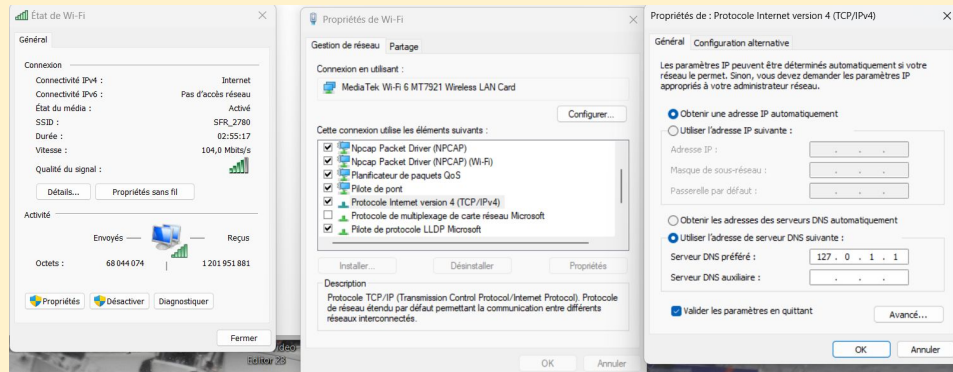 État de Wi-Fi
Général
Connexion
Connectivité IPv4 : Internet
Connectivité IPv6 : Pas d'accès réseau
État du média : Activé
SSID : SFR_2780
Durée : 02:55:17
Vitesse : 104,0 Mbits/s
Qualité du signal :
Détails... Propriétés sans fil
Activité
Envoyés Reçus
Octets : 68 044 074 1 201 951 881
Propriétés Désactiver Diagnostiquer
Fermer
Editor 23
Propriétés de Wi-Fi
Gestion de réseau Partage
Connexion en utilisant :
MediaTek Wi-Fi 6 MT7921 Wireless LAN Card
Configurer...
Cette connexion utilise les éléments suivants :
Npcap Packet Driver (NPCAP)
Npcap Packet Driver (NPCAP) (Wi-Fi)
Planificateur de paquets QoS
Pilote de pont
Protocole Internet version 4 (TCP/IPv4)
Protocole de multiplexage de carte réseau Microsoft
Pilote de protocole LLDP Microsoft
Installer... Désinstaller Propriétés
Description
Protocole TCP/IP (Transmission Control Protocol/Internet Protocol). Protocole
de réseau étendu par défaut permettant la communication entre différents
réseaux interconnectés.
OK Annuler
Propriétés de : Protocole Internet version 4 (TCP/IPv4)
Général Configuration alternative
Les paramètres IP peuvent être déterminés automatiquement si votre
réseau le permet. Sinon, vous devez demander les paramètres IP
appropriés à votre administrateur réseau.
Obtenir une adresse IP automatiquement
Utiliser l'adresse IP suivante :
Adresse IP : . . .
Masque de sous-réseau : . . .
Passerelle par défaut : . . .
Obtenir les adresses des serveurs DNS automatiquement
Utiliser l'adresse de serveur DNS suivante :
Serveur DNS préféré : 127 . 0 . 1 . 1
Serveur DNS auxiliaire : . . .
Valider les paramètres en quittant
Avancé...
OK Annuler